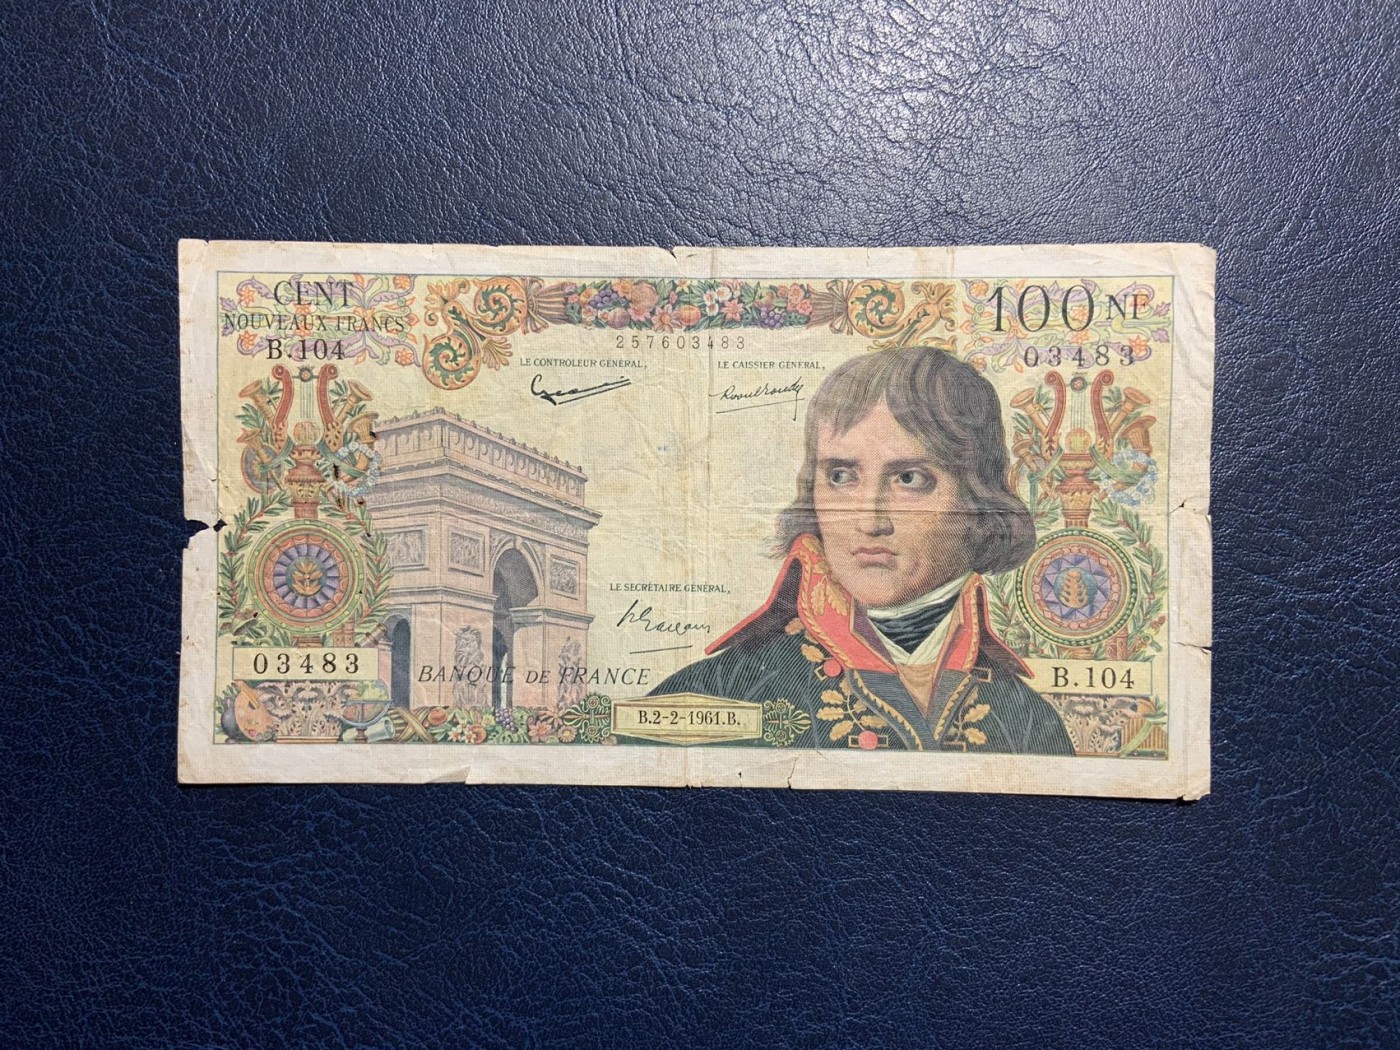 CENT
NOUVEAUX FRANCS
B.104
100 NF
03483
257603483
LE CONTROLEUR GÉNÉRAL,
LE CAISSIER GÉNÉRAL,
LE SECRÉTAIRE GÉNÉRAL,
03483
BANQUE DE FRANCE
B.104
B.2-2-1961.B.